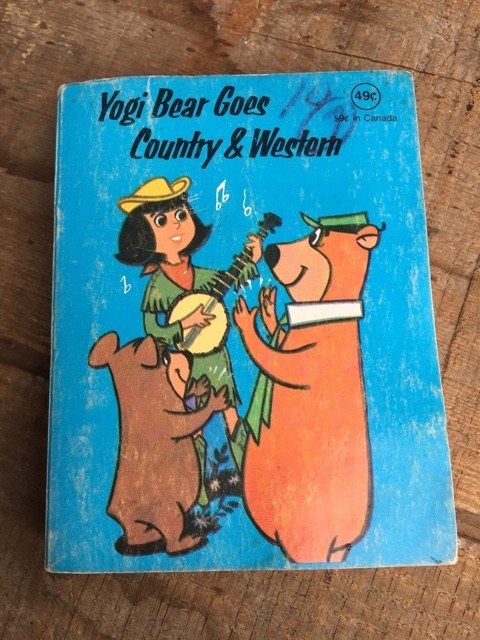 Yogi Bear Goes
Country & Western
49¢
59¢ in Canada